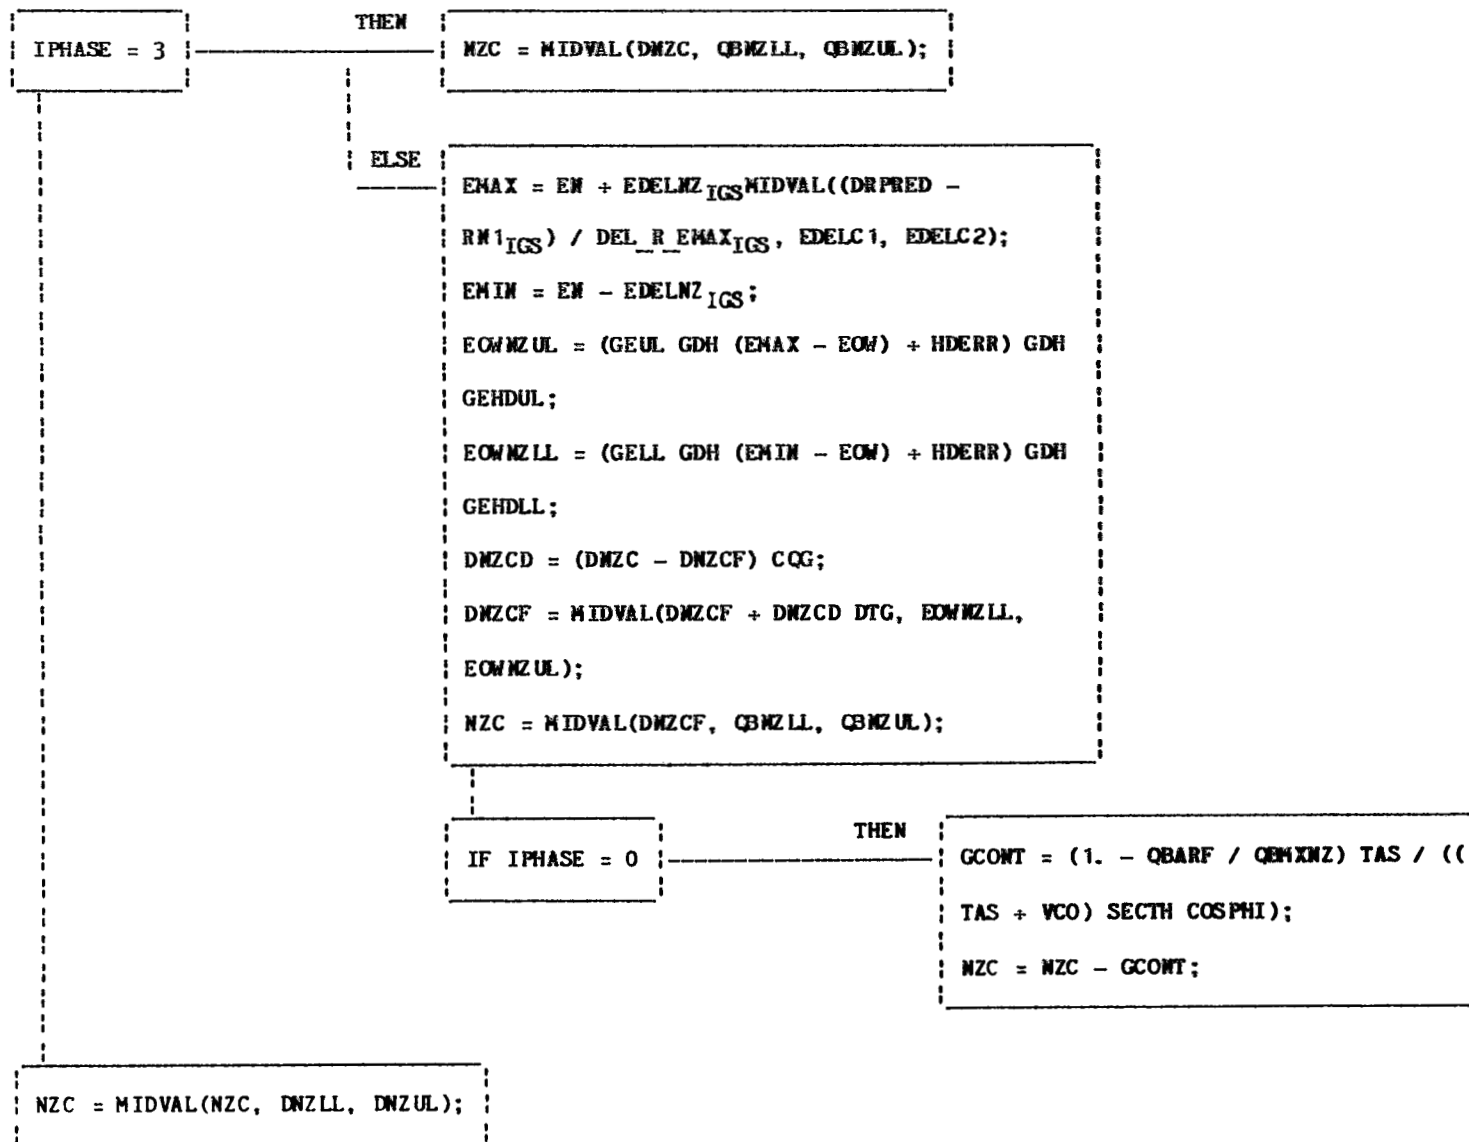 THEN
IPHASE = 3
NZC = MIDVAL(DNZC, QBNZLL, QBNZUL);
ELSE
EMAX = EN + EDELNZIGS MIDVAL((DRPRED -
RN1IGS) / DEL_R_EMAXIGS, EDELC1, EDELC2);
EMIN = EN - EDELNZIGS;
EOWNZUL = (GEUL GDH (EMAX - EOW) + HDERR) GDH
GEHDUL;
EOWNZLL = (GELL GDH (EMIN - EOW) + HDERR) GDH
GEHDLL;
DNZCD = (DNZC - DNZCF) CQG;
DNZCF = MIDVAL(DNZCF + DNZCD DTG, EOWNZLL,
EOWNZUL);
NZC = MIDVAL(DNZCF, QBNZLL, QBNZUL);
THEN
IF IPHASE = 0
GCONT = (1. - QBARF / QBMXNZ) TAS / ((
TAS + VCO) SECTH COSPHI);
NZC = NZC - GCONT;
NZC = MIDVAL(NZC, DNZLL, DNZUL);